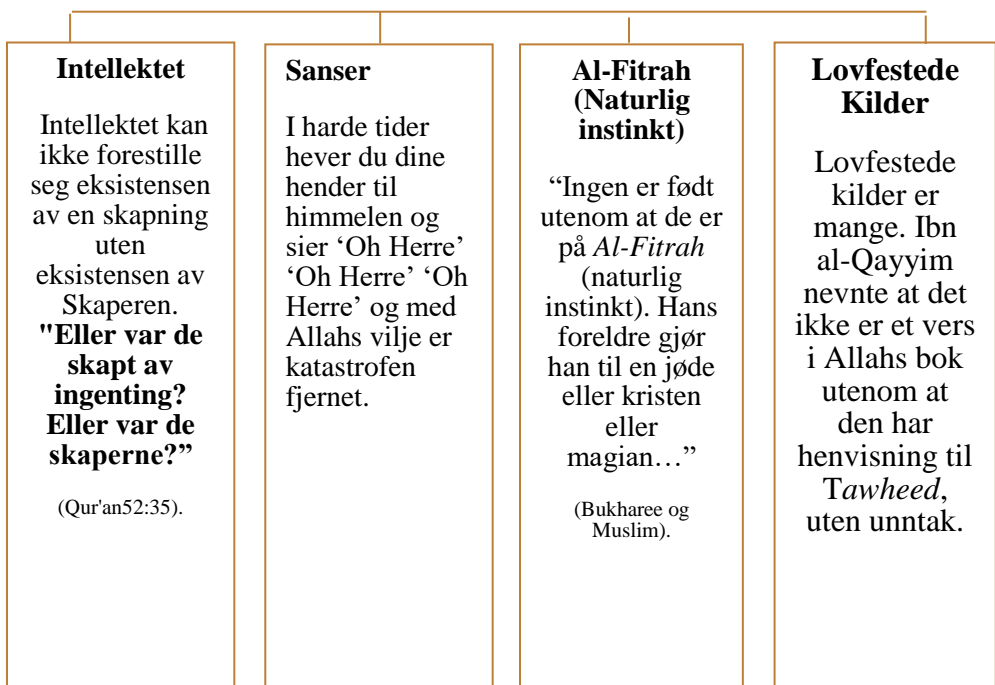 Intellektet
Intellektet kan
ikke forestille
seg eksistensen
av en skapning
uten
eksistensen av
Skaperen.
"Eller var de
skapt av
ingenting?
Eller var de
skaperne?”
(Qur'an52:35).
Sanser
I harde tider
hever du dine
hender til
himmelen og
sier ‘Oh Herre’
‘Oh Herre’ ‘Oh
Herre’ og med
Allahs vilje er
katastrofen
fjernet.
Al-Fitrah
(Naturlig
instinkt)
“Ingen er født
utenom at de er
på Al-Fitrah
(naturlig
instinkt). Hans
foreldre gjør
han til en jøde
eller kristen
eller
magian…”
(Bukharee og
Muslim).
Lovfestede
Kilder
Lovfestede
kilder er
mange. Ibn
al-Qayyim
nevnte at det
ikke er et vers
i Allahs bok
utenom at
den har
henvisning til
Tawheed,
uten unntak.